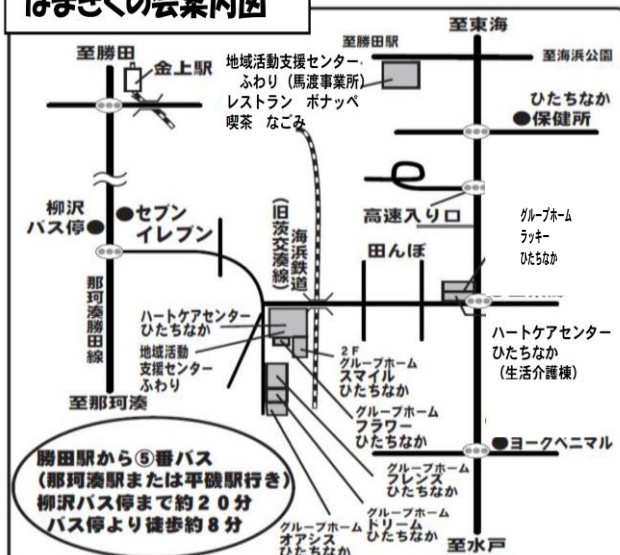 はまぎくの会案内図
至東海
至勝田
至勝田駅
至海浜公園
金上駅
地域活動支援センター
ふわり（馬渡事業所）
レストラン ボナッペ
喫茶 なごみ
ひたちなか
●保健所
柳沢
バス停●
●セブン
イレブン
高速入り口
グループホーム
ラッキー
ひたちなか
海浜鉄道
(旧茨交湊線)
田んぼ
那珂湊勝田線
ハートケアセンター
ひたちなか
地域活動
支援センター
ふわり
2F
グループホーム
スマイル
ひたちなか
ハートケアセンター
ひたちなか
（生活介護棟）
至那珂湊
グループホーム
フラワー
ひたちなか
●ヨークベニマル
勝田駅から⑤番バス
(那珂湊駅または平磯駅行き)
柳沢バス停まで約２０分
バス停より徒歩約８分
グループホーム
フレンズ
ひたちなか
グループホーム
ドリーム
ひたちなか
グループホーム
オアシス
ひたちなか
至水戸